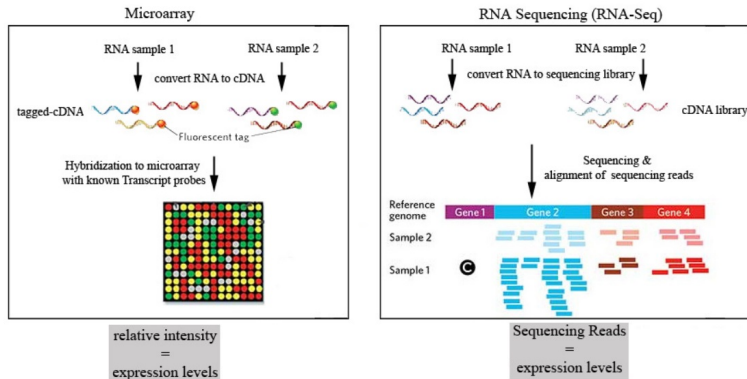 Microarray
RNA sample 1
RNA sample 2
convert RNA to cDNA
tagged-cDNA
Fluorescent tag
Hybridization to microarray
with known Transcript probes
relative intensity
=
expression levels
RNA Sequencing (RNA-Seq)
RNA sample 1
RNA sample 2
convert RNA to sequencing library
cDNA library
Sequencing &
alignment of sequencing reads
Reference
genome
Gene 1
Gene 2
Gene 3
Gene 4
Sample 2
Sample 1
C
Sequencing Reads
=
expression levels